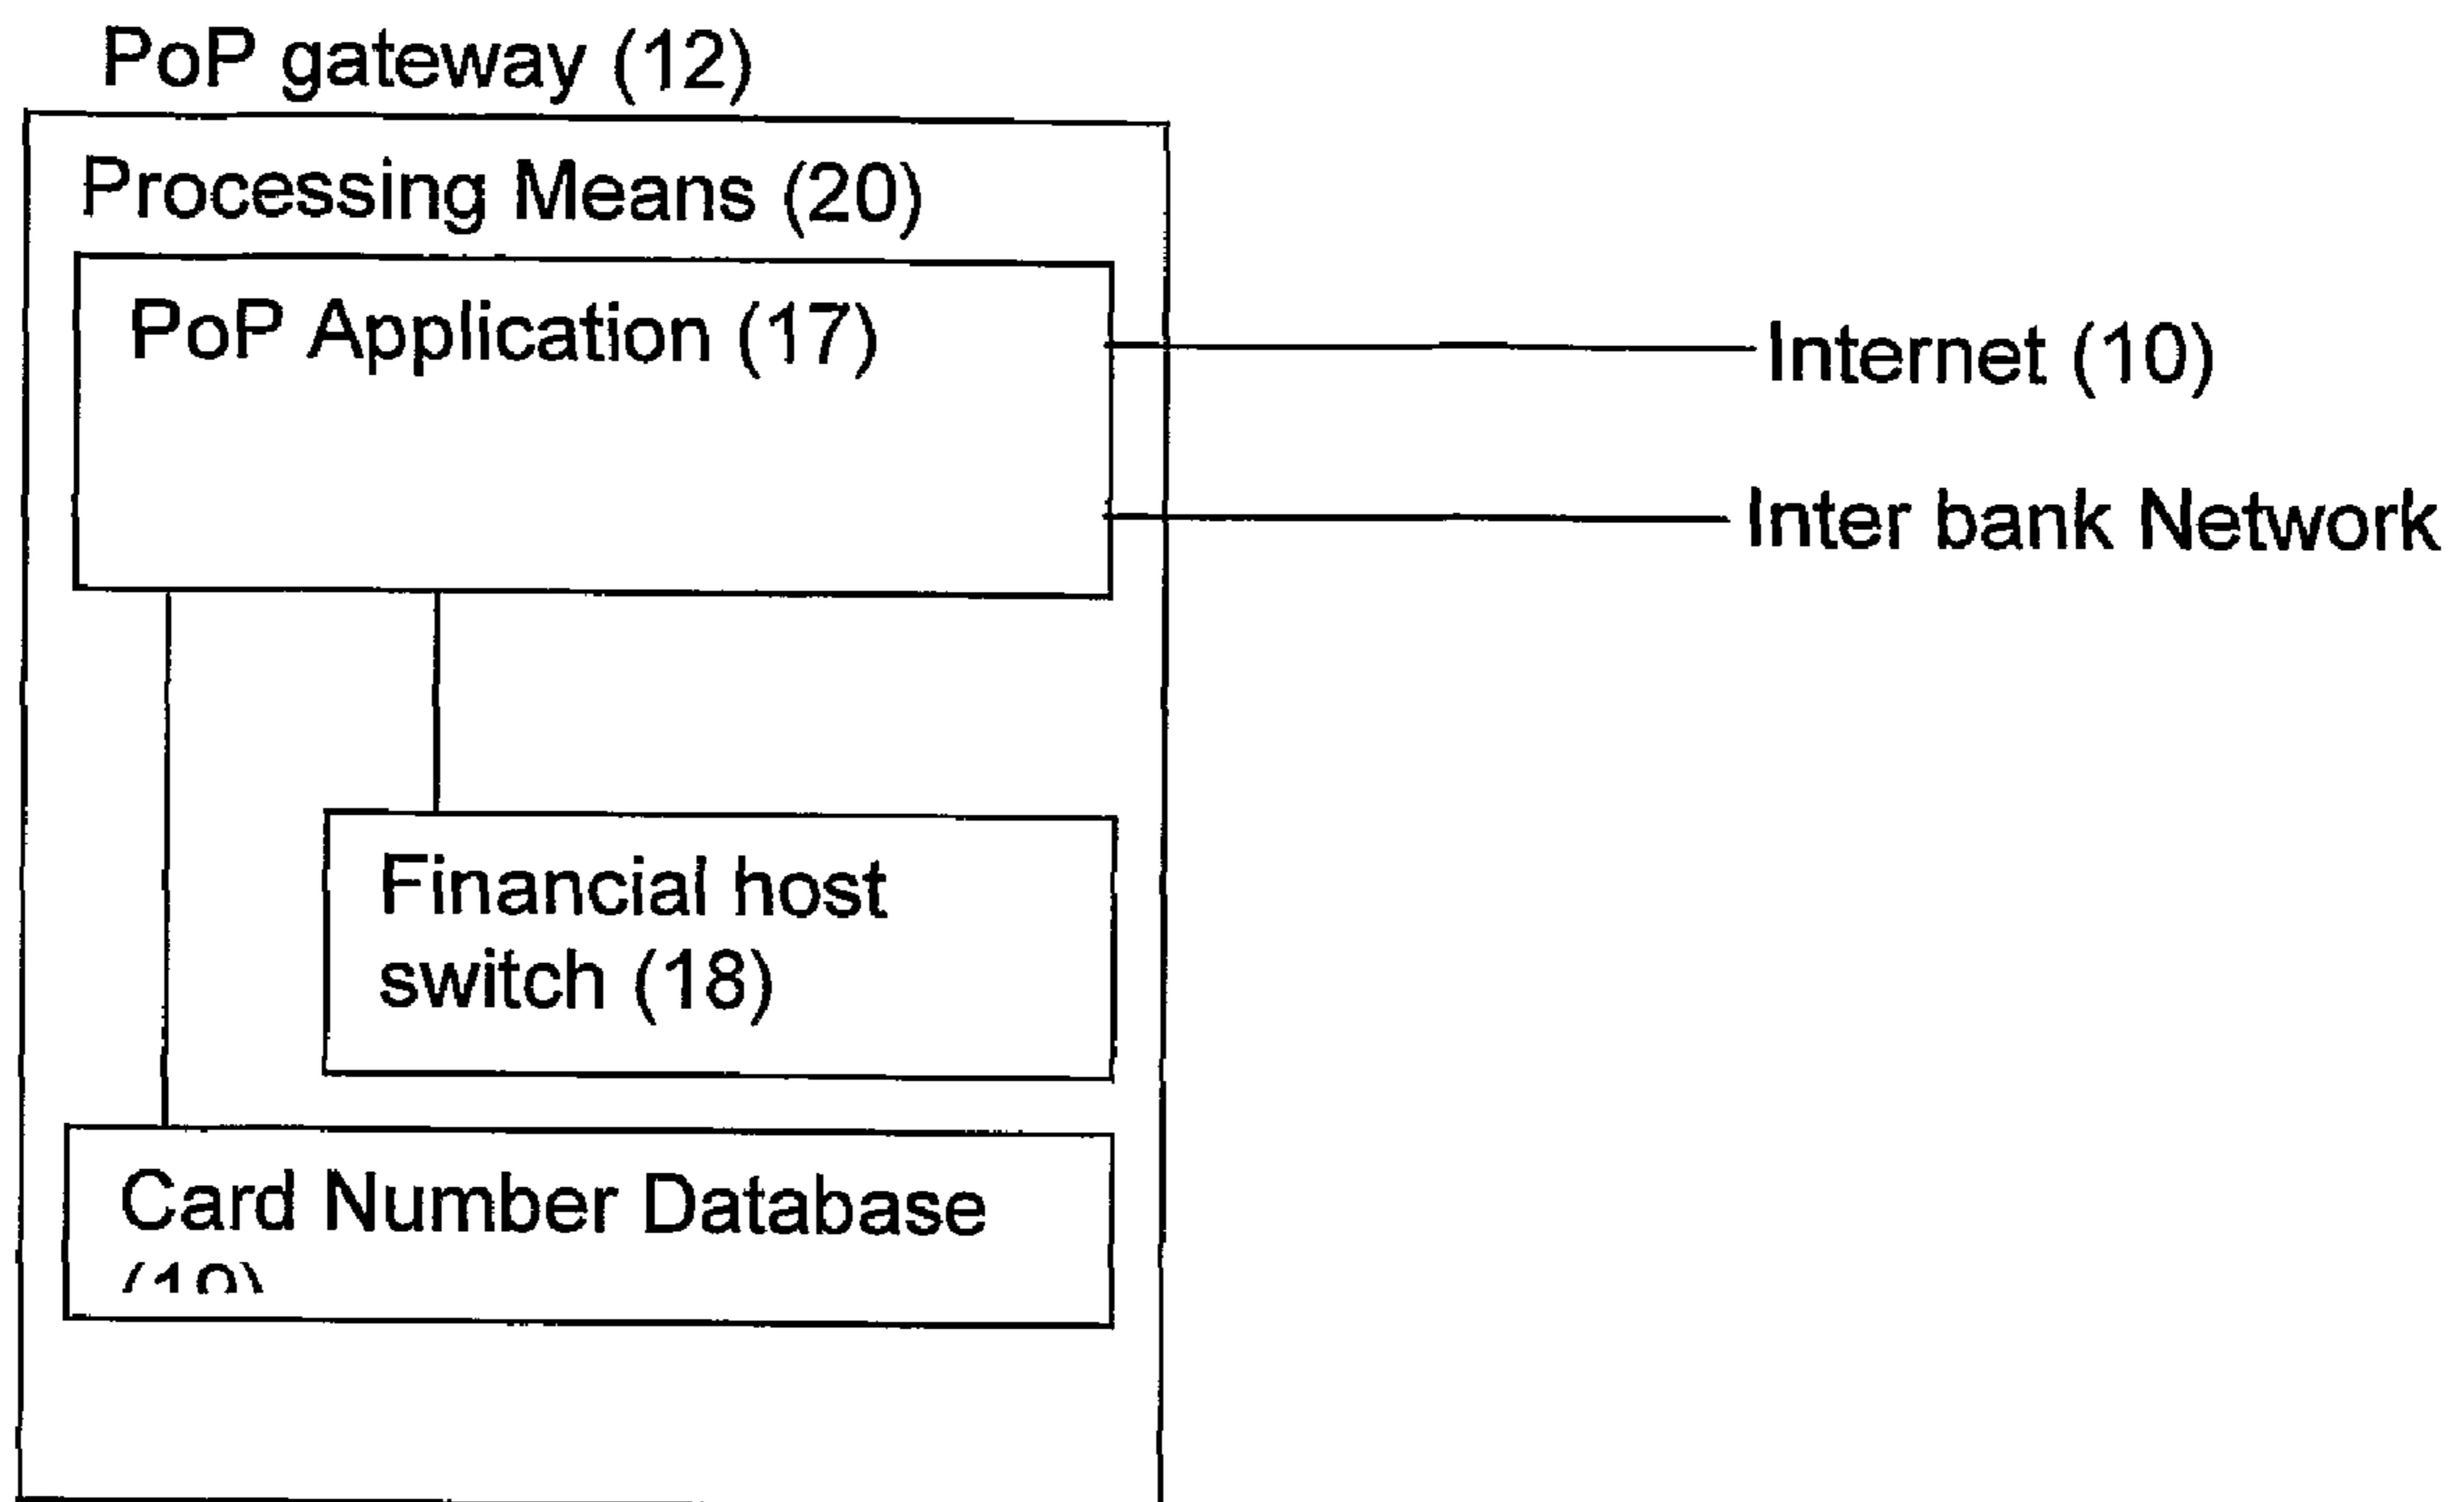 PoP gateway (12)
Processing Means (20)
PoP Application (17)
Internet (10)
Inter bank Network
Financial host
switch (18)
Card Number Database